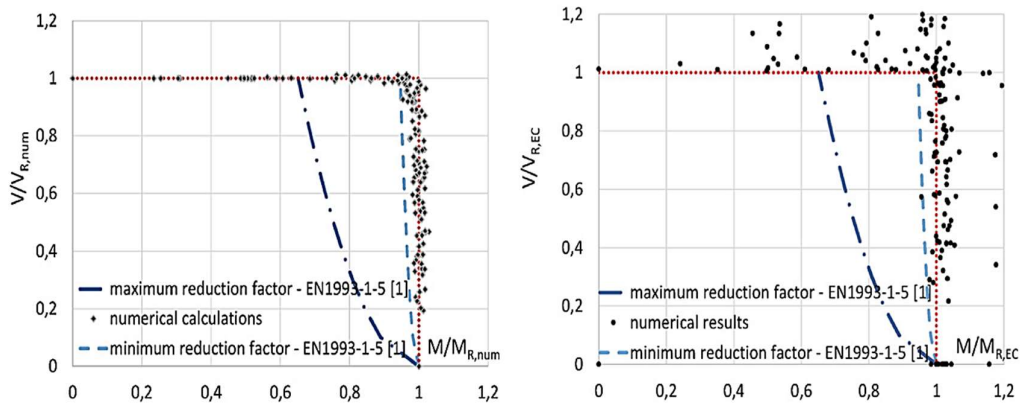 1,2
1
0,8
0,6
0,4
0,2
0
V/VR,num
maximum reduction factor - EN1993-1-5 [1]
numerical calculations
minimum reduction factor - EN1993-1-5 [1]
M/MR,num
0 0,2 0,4 0,6 0,8 1 1,2
1,2
1
0,8
0,6
0,4
0,2
0
V/VR,EC
maximum reduction factor - EN1993-1-5 [1]
numerical results
minimum reduction factor - EN1993-1-5 [1]
M/MR,EC
0 0,2 0,4 0,6 0,8 1 1,2